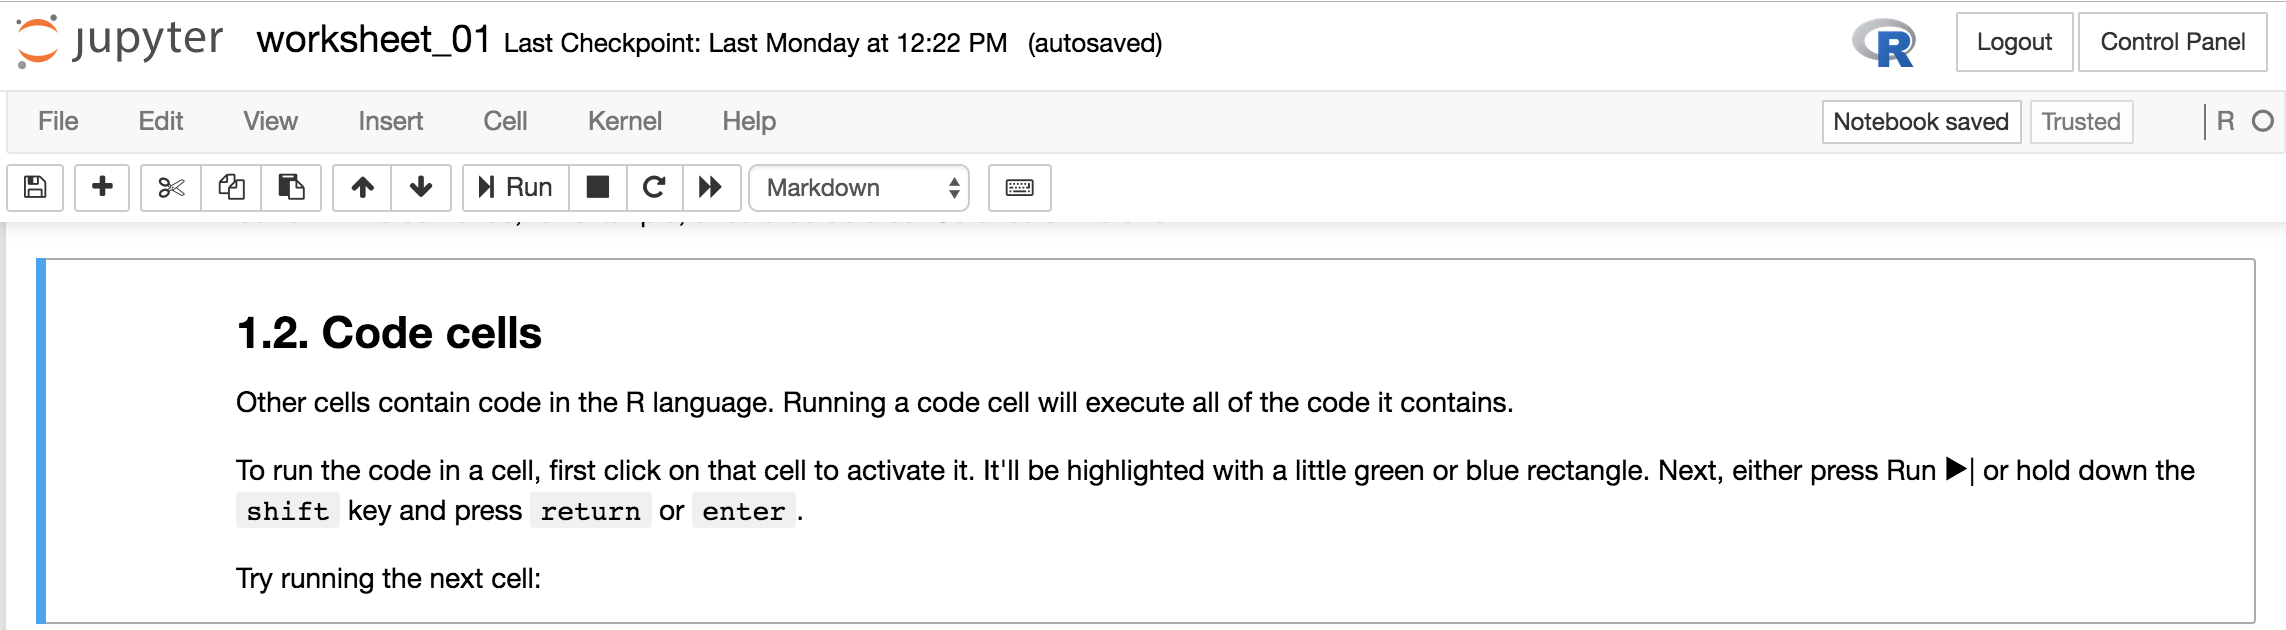 jupyter worksheet_01 Last Checkpoint: Last Monday at 12:22 PM (autosaved) R Logout Control Panel
File Edit View Insert Cell Kernel Help Notebook saved Trusted R
Run Markdown
1.2. Code cells
Other cells contain code in the R language. Running a code cell will execute all of the code it contains.
To run the code in a cell, first click on that cell to activate it. It'll be highlighted with a little green or blue rectangle. Next, either press Run ▶| or hold down the
shift key and press return or enter.
Try running the next cell: